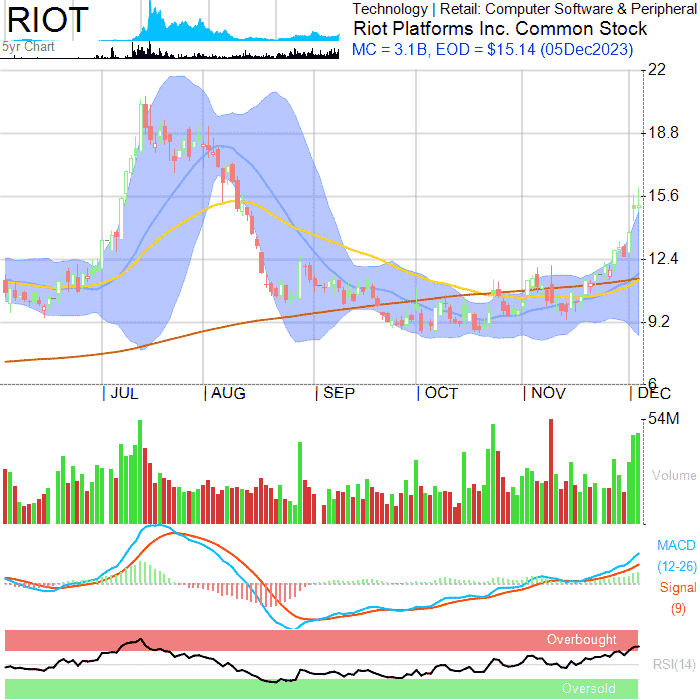 RIOT
5yr Chart
Technology | Retail: Computer Software & Peripheral
Riot Platforms Inc. Common Stock
MC = 3.1B, EOD = $15.14 (05Dec2023)
22
18.8
15.6
12.4
9.2
6
JUL AUG SEP OCT NOV DEC
54M
Volume
MACD
(12-26)
Signal
(9)
Overbought
RSI(14)
Oversold